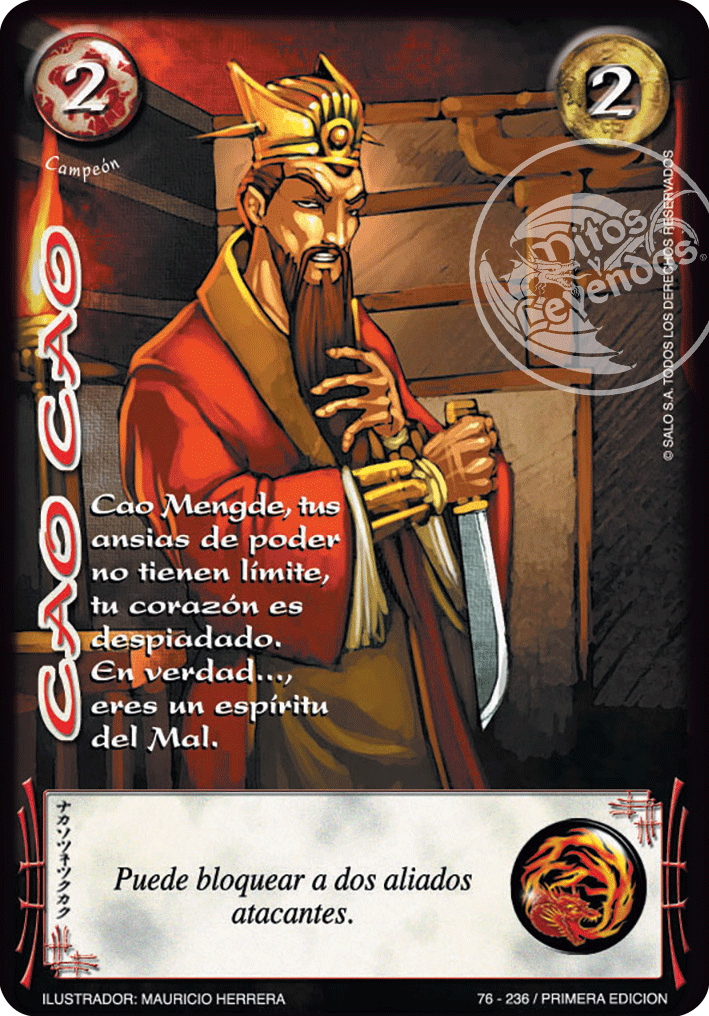 2
2
Campeón
CAO CAO
Mitos
y
Leyendas
®
© SALO S.A. TODOS LOS DERECHOS RESERVADOS
Cao Mengde, tus
ansias de poder
no tienen límite,
tu corazón es
despiadado.
En verdad...,
eres un espíritu
del Mal.
ナカソツネツクカク
Puede bloquear a dos aliados
atacantes.
ILUSTRADOR: MAURICIO HERRERA
76 - 236 / PRIMERA EDICION